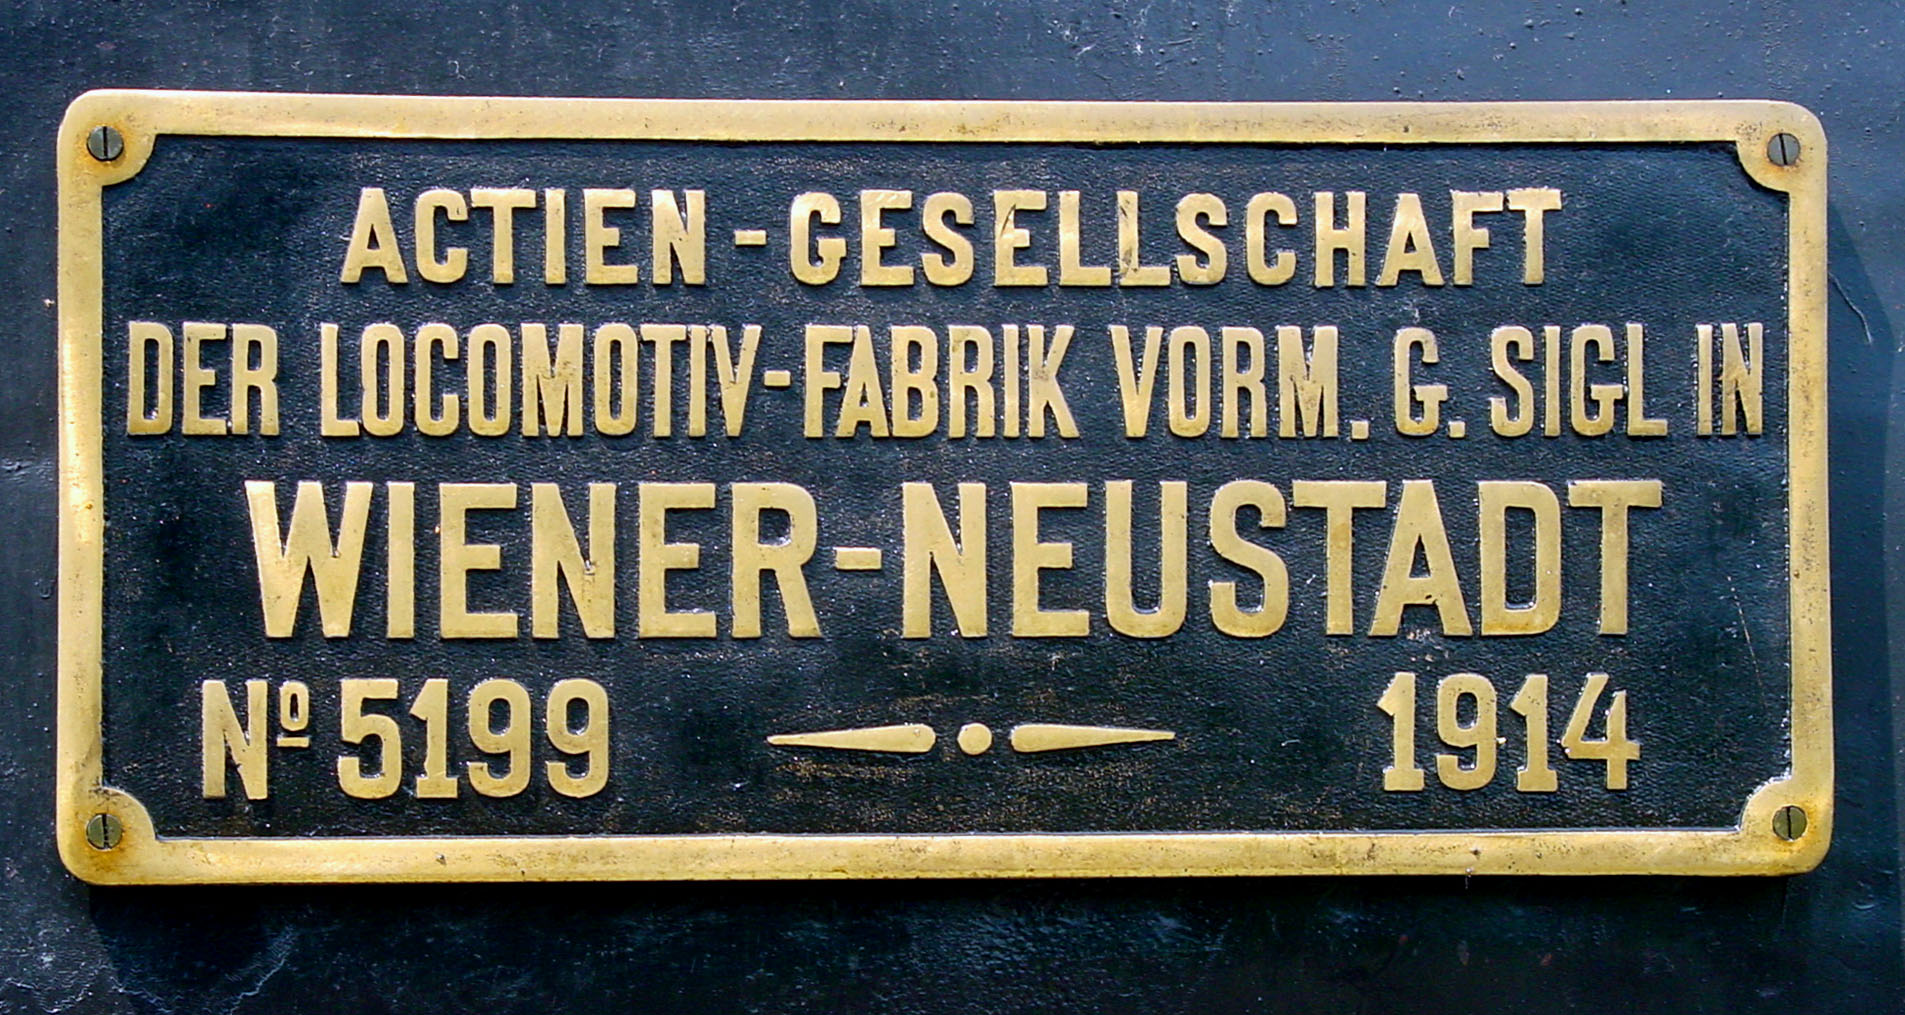 ACTIEN-GESELLSCHAFT
DER LOCOMOTIV-FABRIK VORM. G. SIGL IN
WIENER-NEUSTADT
Nº 5199 1914